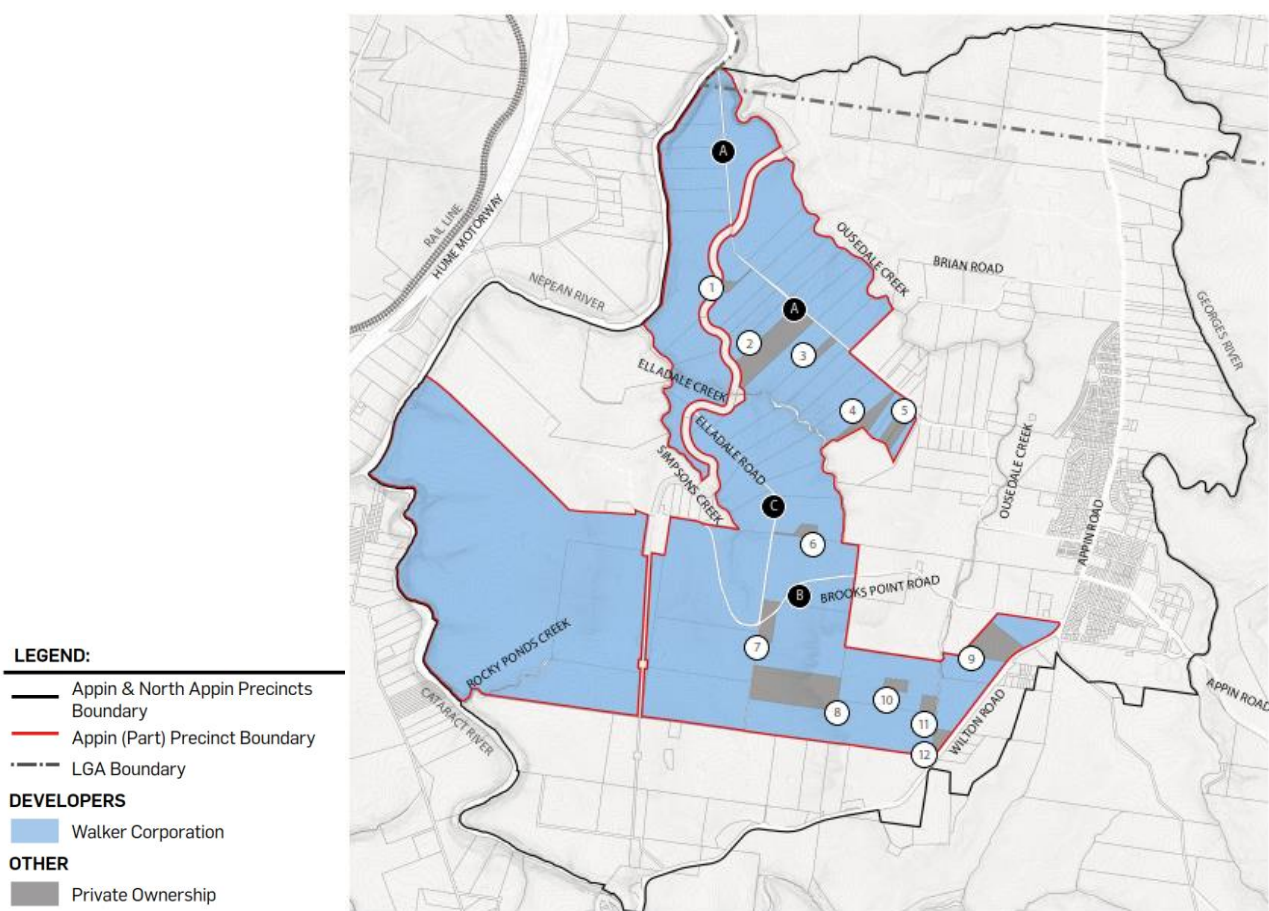 A
RAIL LINE
HUME MOTORWAY
OUSEDALE CREEK
BRIAN ROAD
NEPEAN RIVER
1
A
GEORGES RIVER
2
3
ELLADALE CREEK
4
5
ELLADALE ROAD
SIMPSONS CREEK
OUSEDALE CREEK
C
APPIN ROAD
6
B
BROOKS POINT ROAD
ROCKY PONDS CREEK
7
9
CATARACT RIVER
10
8
11
WILTON ROAD
APPIN ROAD
12
LEGEND:
Appin & North Appin Precincts
Boundary
Appin (Part) Precinct Boundary
LGA Boundary
DEVELOPERS
Walker Corporation
OTHER
Private Ownership